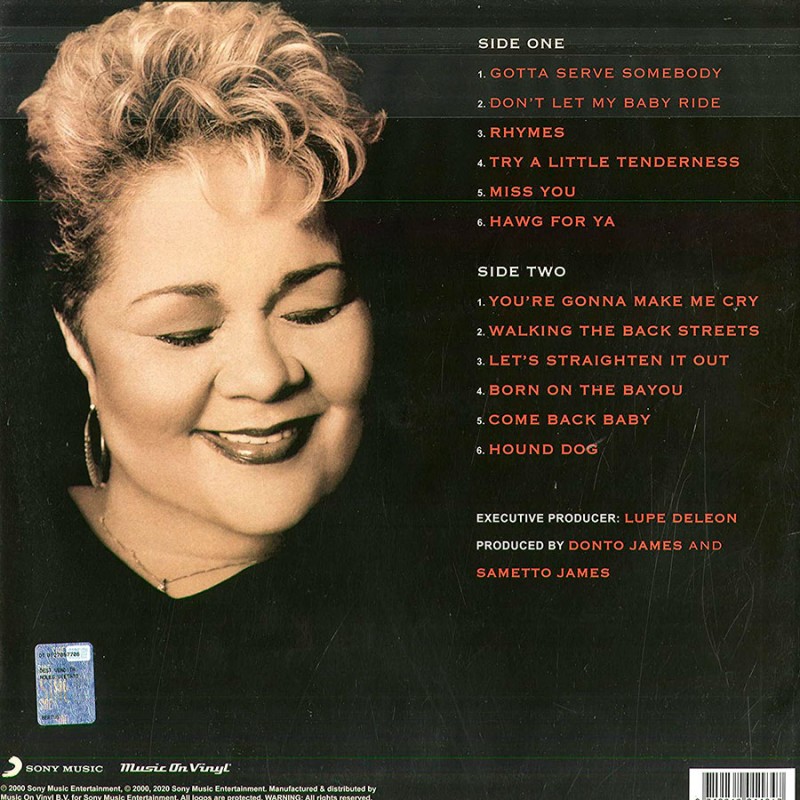 SIDE ONE
1. GOTTA SERVE SOMEBODY
2. DON'T LET MY BABY RIDE
3. RHYMES
4. TRY A LITTLE TENDERNESS
5. MISS YOU
6. HAWG FOR YA
SIDE TWO
1. YOU'RE GONNA MAKE ME CRY
2. WALKING THE BACK STREETS
3. LET'S STRAIGHTEN IT OUT
4. BORN ON THE BAYOU
5. COME BACK BABY
6. HOUND DOG
EXECUTIVE PRODUCER: LUPE DELEON
PRODUCED BY DONTO JAMES AND
SAMETTO JAMES
SONY MUSIC Music On Vinyl
© 2000 Sony Music Entertainment, © 2000, 2020 Sony Music Entertainment. Manufactured & distributed by
Music On Vinyl B.V. for Sony Music Entertainment. All logos are protected. WARNING: All rights reserved.